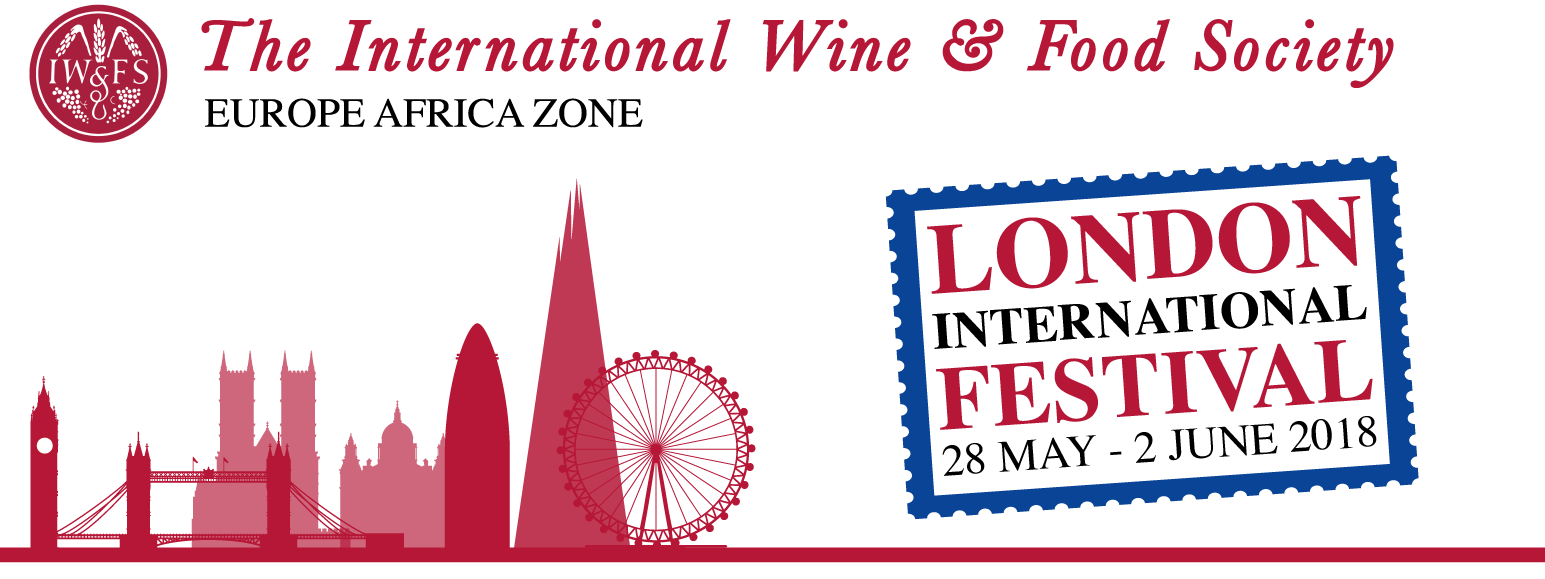 IW&FS
The International Wine & Food Society
EUROPE AFRICA ZONE
LONDON
INTERNATIONAL
FESTIVAL
28 MAY - 2 JUNE 2018